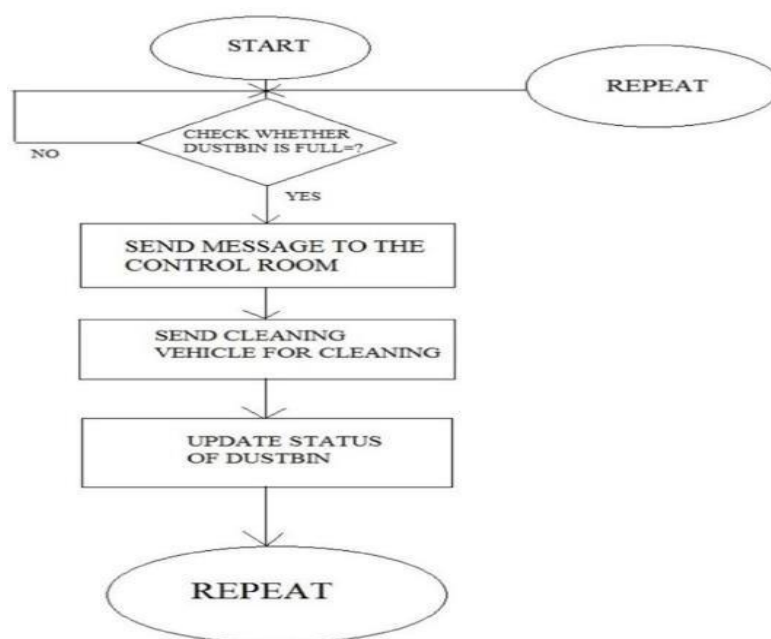 START
REPEAT
CHECK WHETHER
DUSTBIN IS FULL=?
NO
YES
SEND MESSAGE TO THE
CONTROL ROOM
SEND CLEANING
VEHICLE FOR CLEANING
UPDATE STATUS
OF DUSTBIN
REPEAT